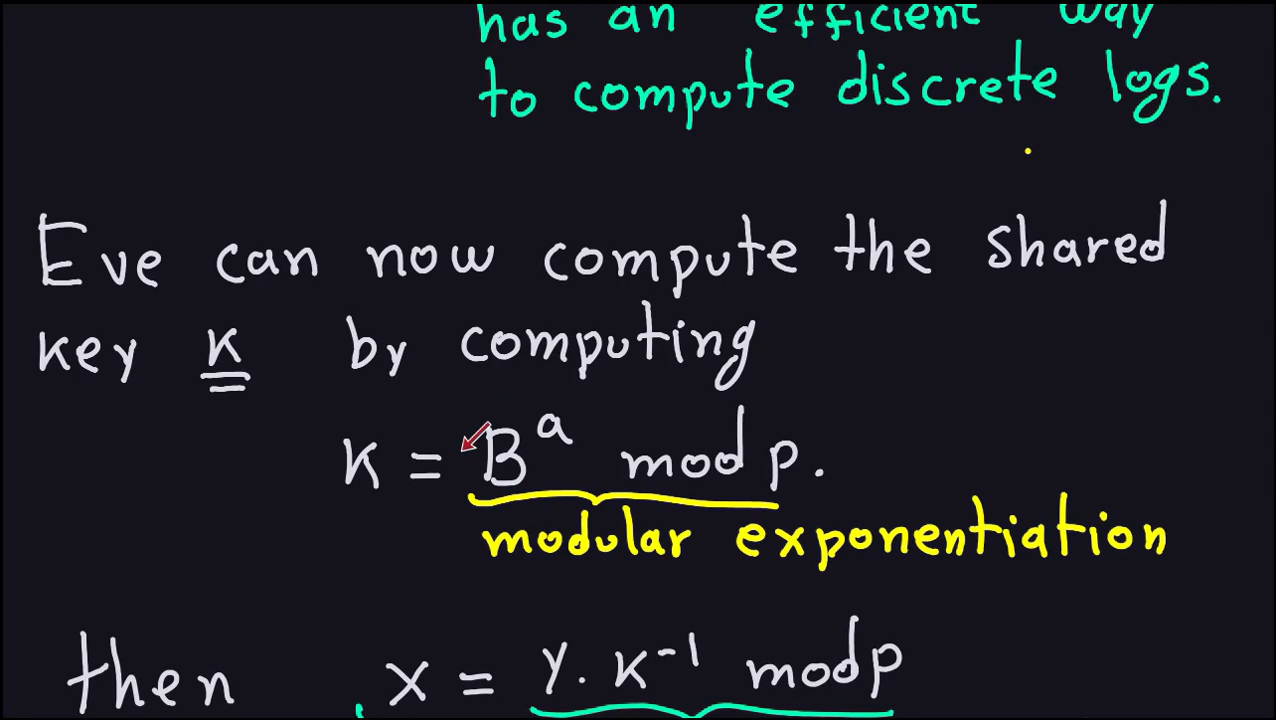 has an efficient way
to compute discrete logs.
Eve can now compute the shared
key K by computing
K = B^a mod p.
modular exponentiation
then x = y. K^-1 mod p